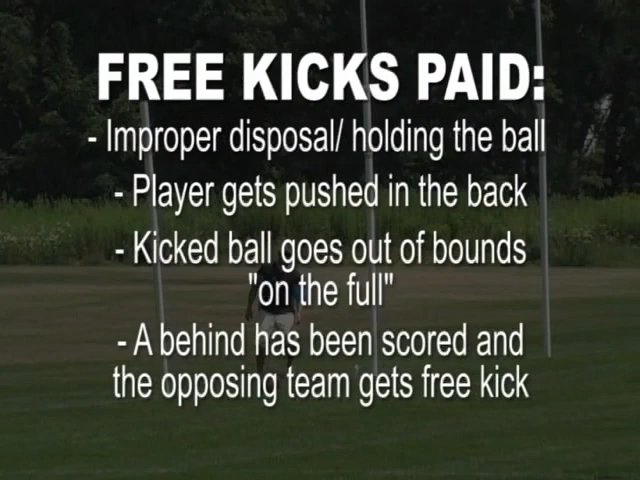 FREE KICKS PAID:
- Improper disposal/ holding the ball
- Player gets pushed in the back
- Kicked ball goes out of bounds
"on the full"
- A behind has been scored and
the opposing team gets free kick